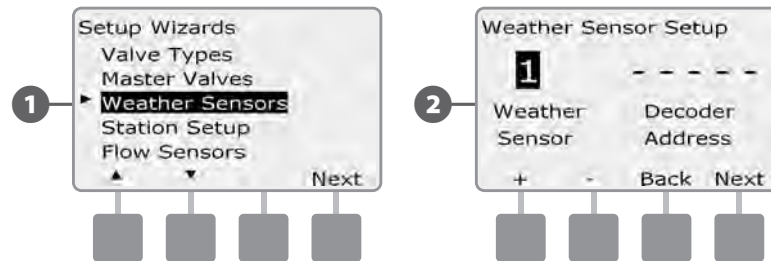 1
Setup Wizards
Valve Types
Master Valves
Weather Sensors
Station Setup
Flow Sensors
Next
2
Weather Sensor Setup
1 - - - - -
Weather Sensor
Decoder Address
+ - Back Next